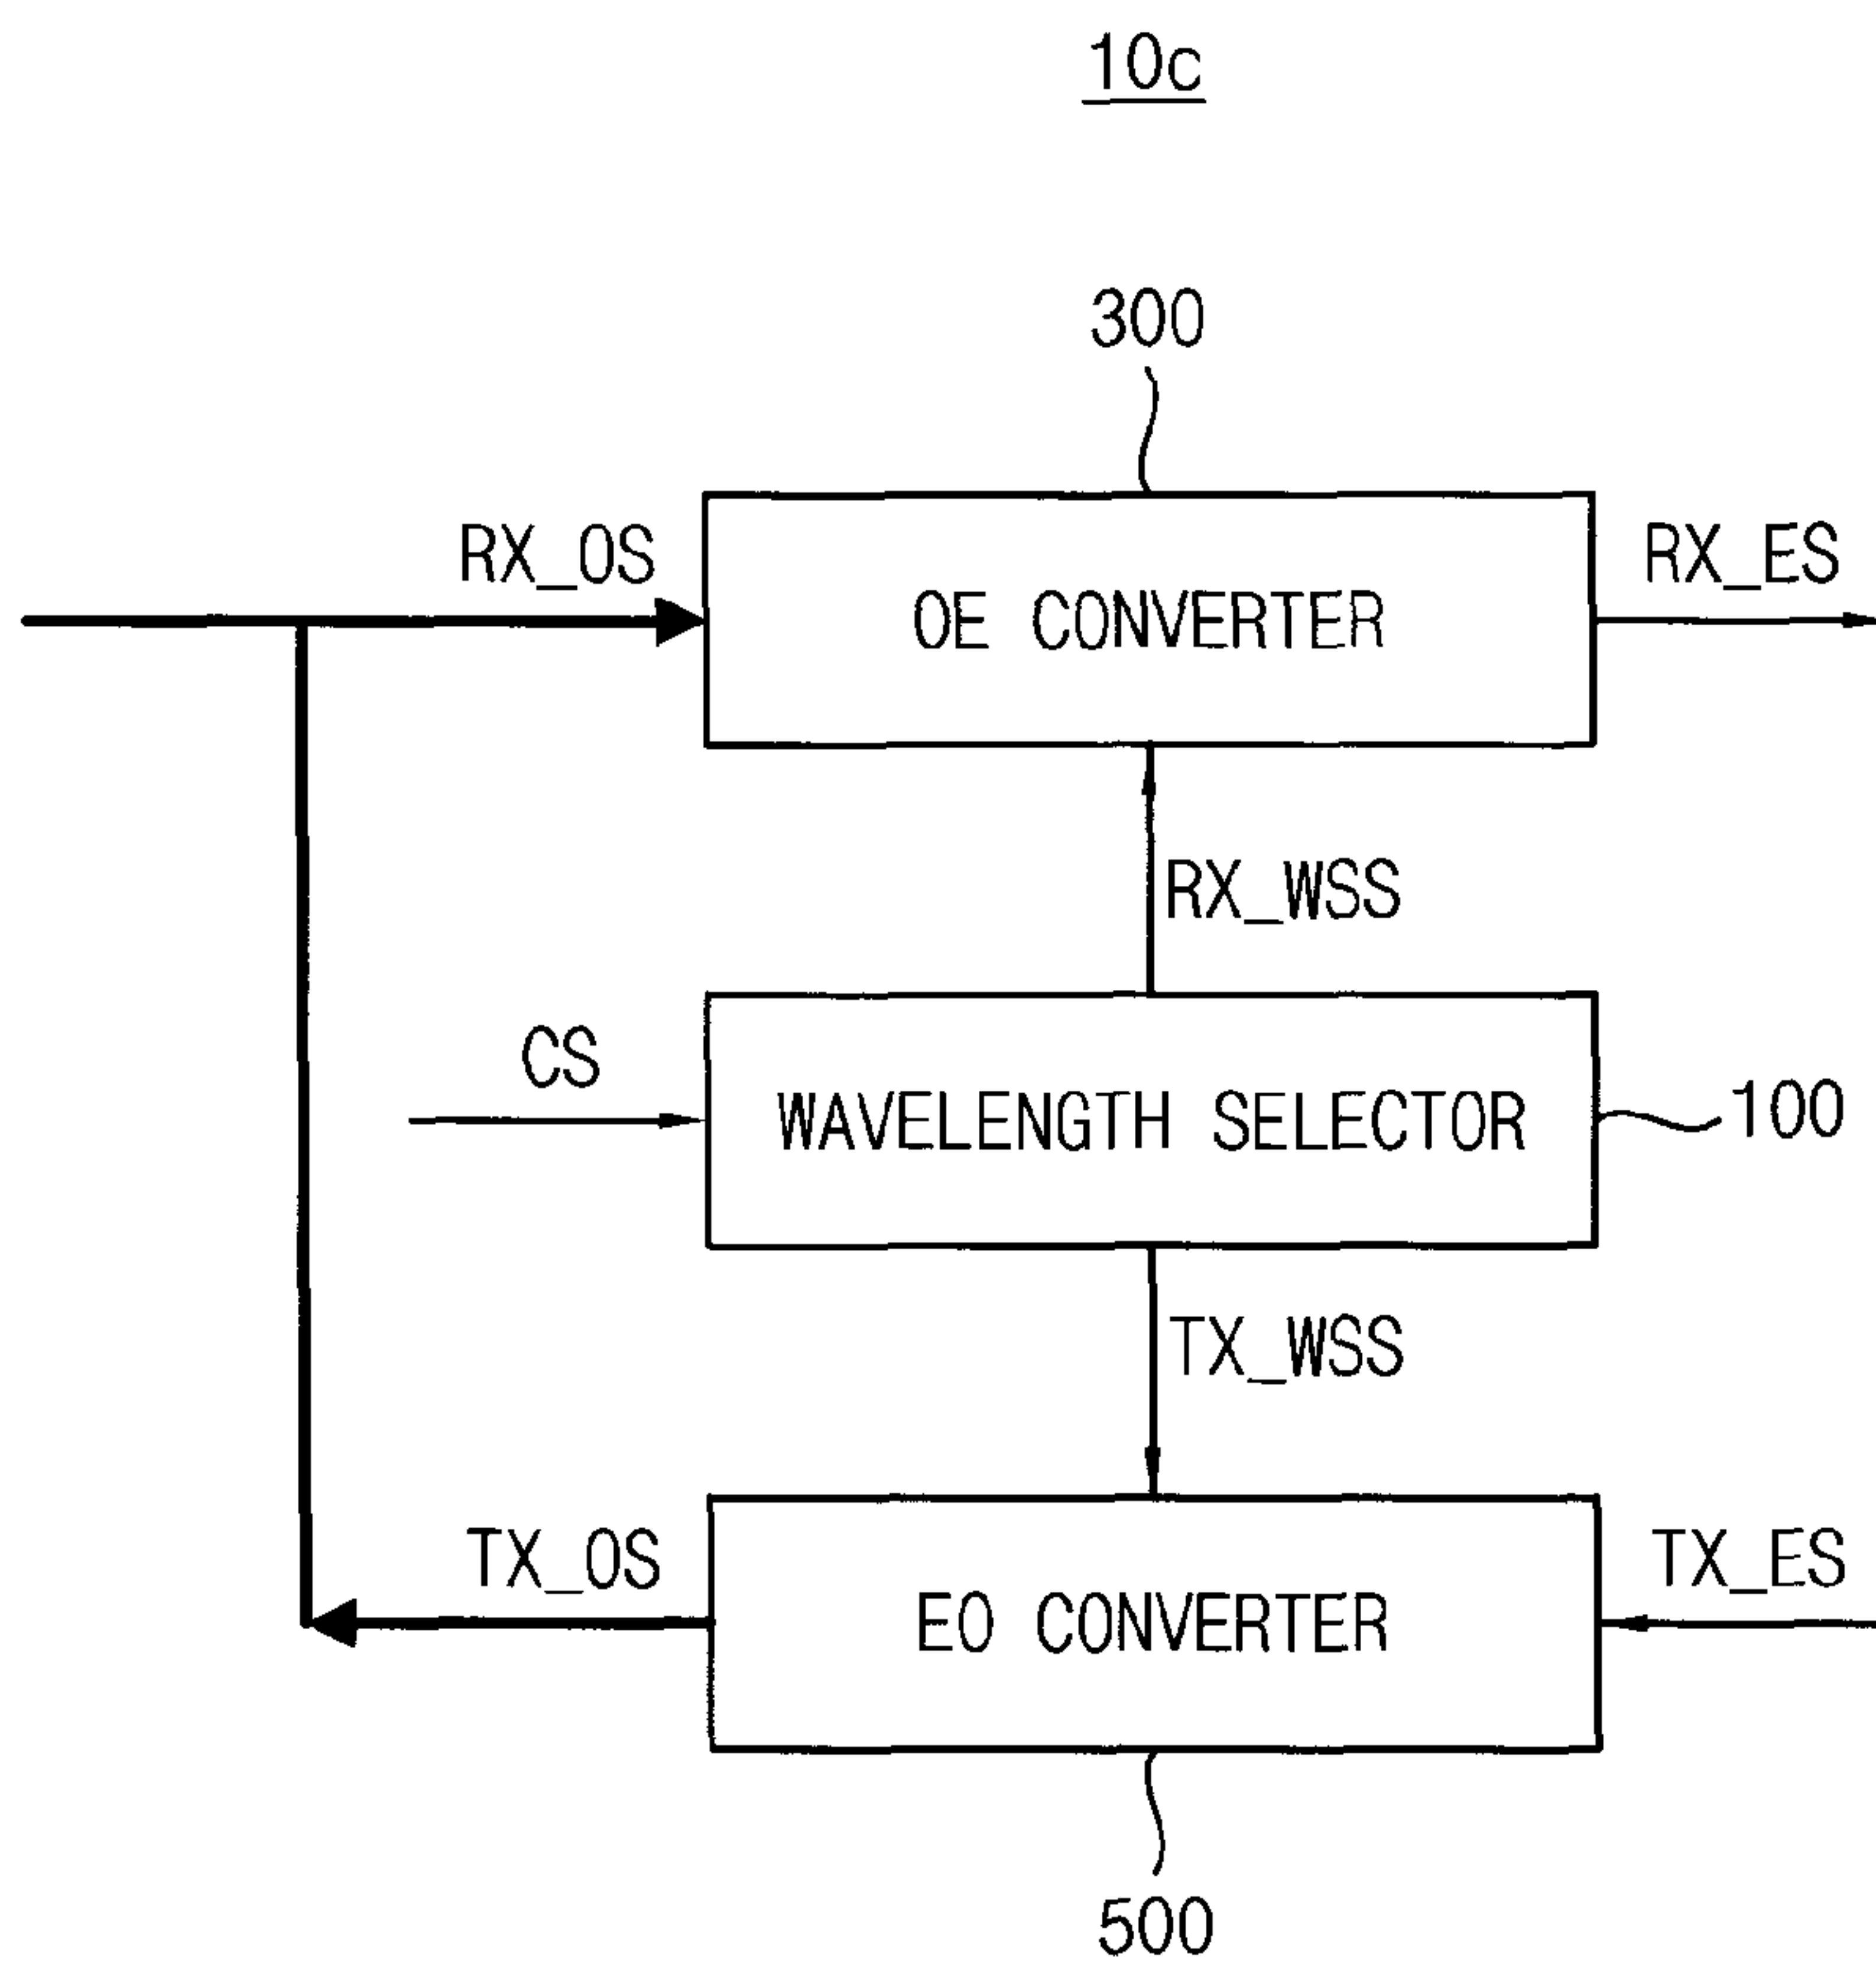 10c
300
RX_OS
OE CONVERTER
RX_ES
RX_WSS
CS
WAVELENGTH SELECTOR
100
TX_WSS
TX_OS
EO CONVERTER
TX_ES
500